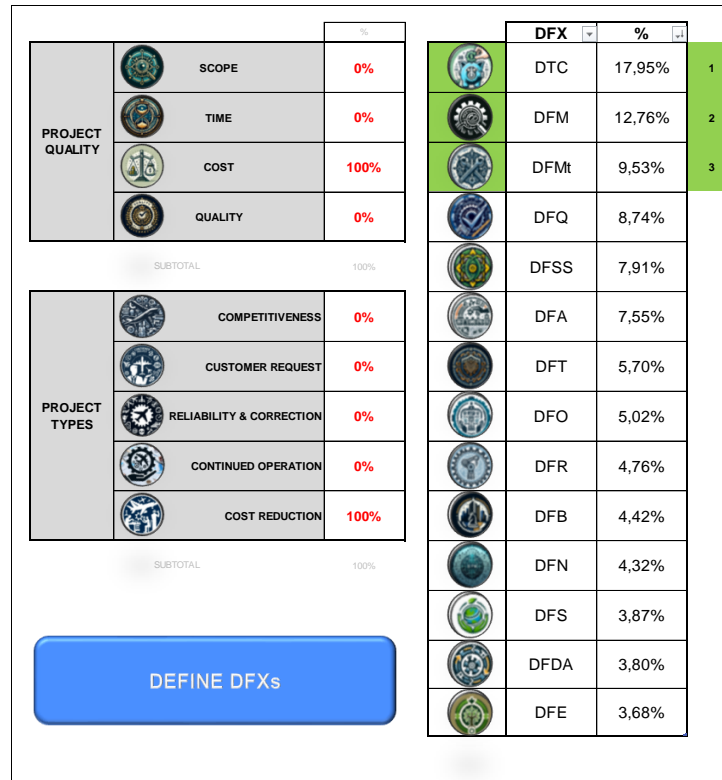 %
PROJECT QUALITY
SCOPE 0%
TIME 0%
COST 100%
QUALITY 0%
SUBTOTAL 100%
PROJECT TYPES
COMPETITIVENESS 0%
CUSTOMER REQUEST 0%
RELIABILITY & CORRECTION 0%
CONTINUED OPERATION 0%
COST REDUCTION 100%
SUBTOTAL 100%
DEFINE DFXs
DFX %
DTC 17,95% 1
DFM 12,76% 2
DFMt 9,53% 3
DFQ 8,74%
DFSS 7,91%
DFA 7,55%
DFT 5,70%
DFO 5,02%
DFR 4,76%
DFB 4,42%
DFN 4,32%
DFS 3,87%
DFDA 3,80%
DFE 3,68%